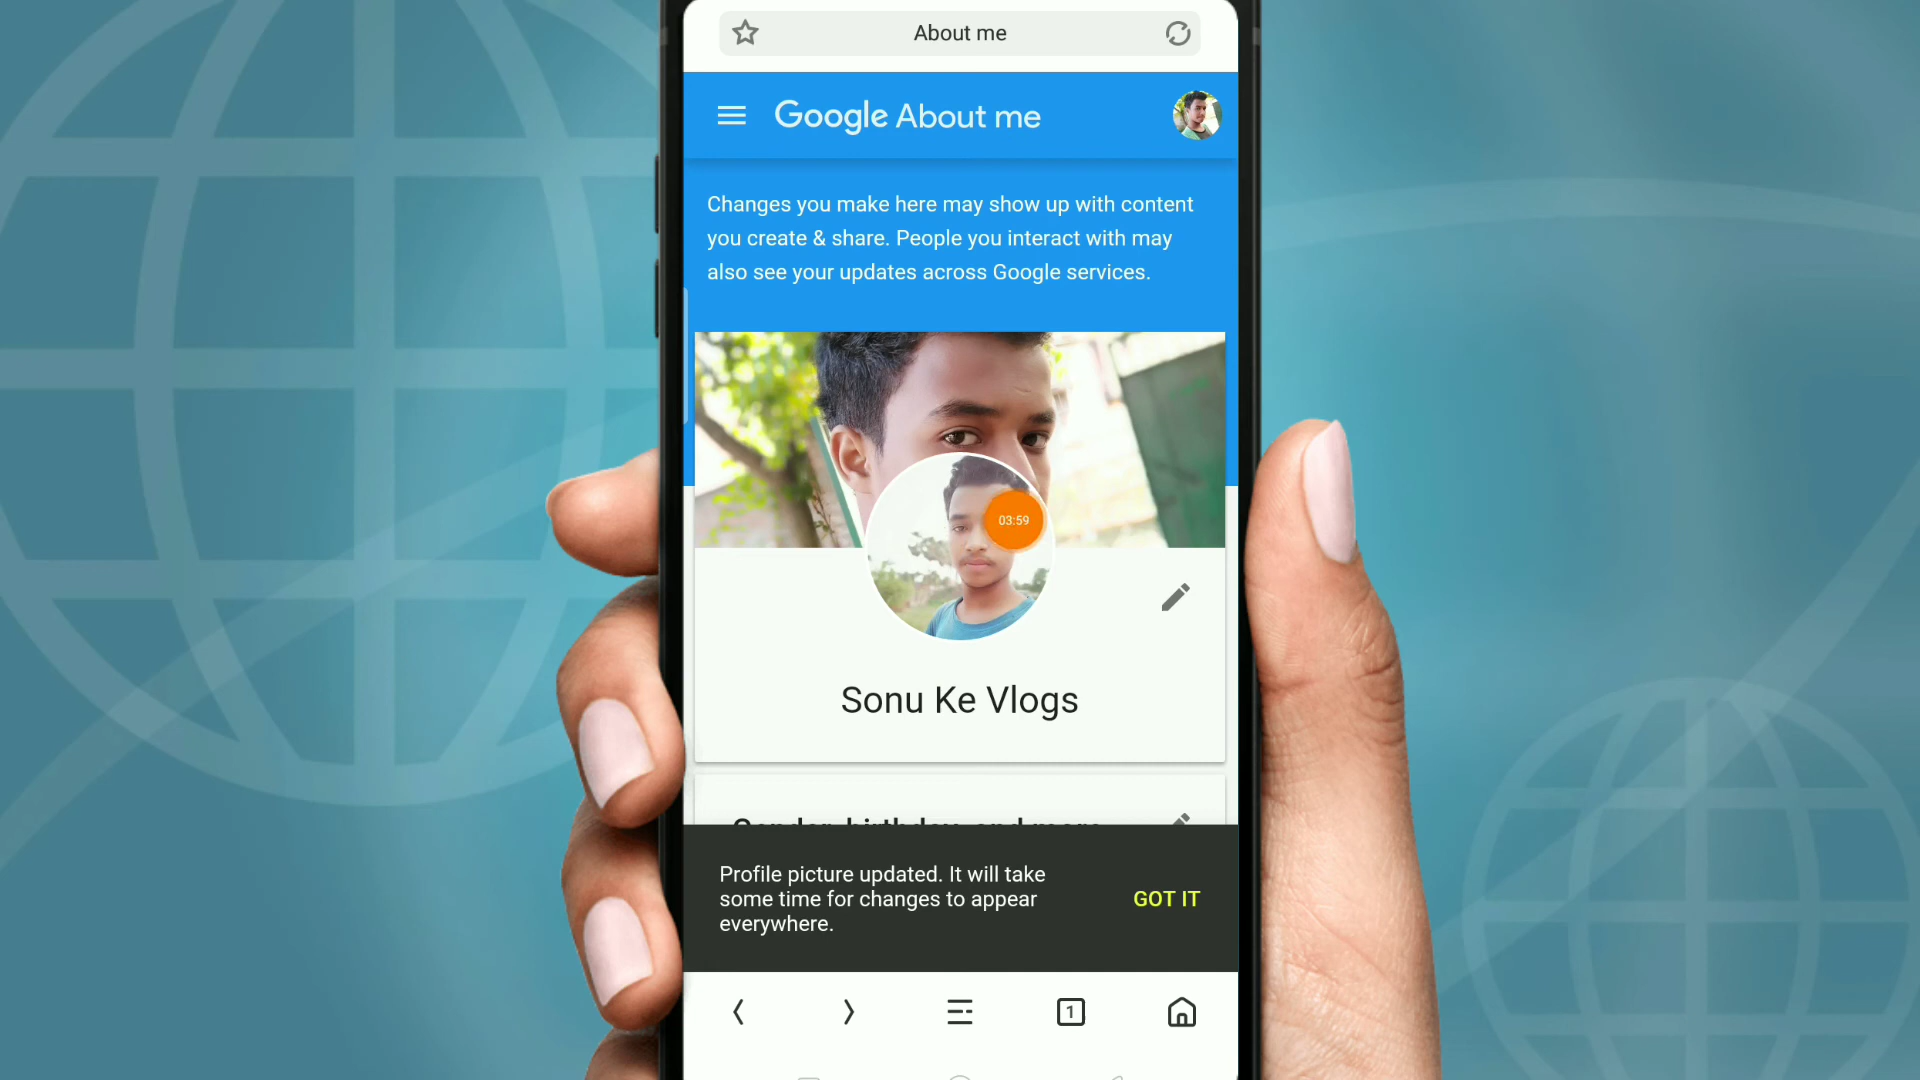 About me
Google About me
Changes you make here may show up with content
you create & share. People you interact with may
also see your updates across Google services.
03:59
Sonu Ke Vlogs
Gender, birthday, and more
Profile picture updated. It will take
some time for changes to appear
everywhere.
GOT IT
1